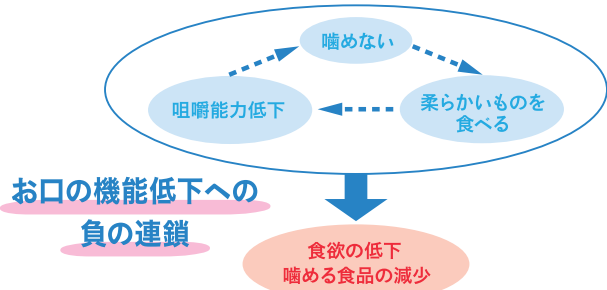 噛めない
柔らかいものを
食べる
咀嚼能力低下
お口の機能低下への
負の連鎖
食欲の低下
噛める食品の減少